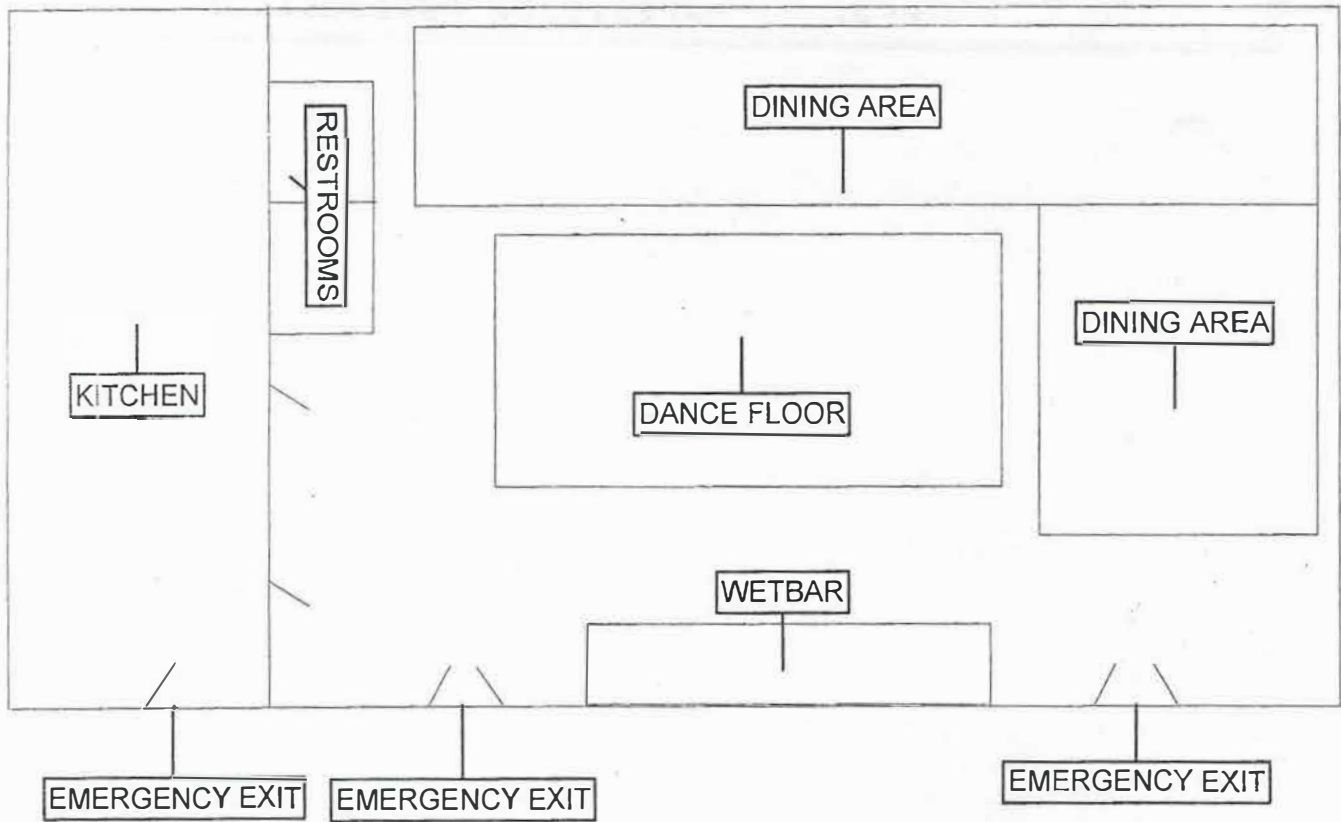 DINING AREA
RESTROOMS
DINING AREA
KITCHEN
DANCE FLOOR
WETBAR
EMERGENCY EXIT
EMERGENCY EXIT
EMERGENCY EXIT